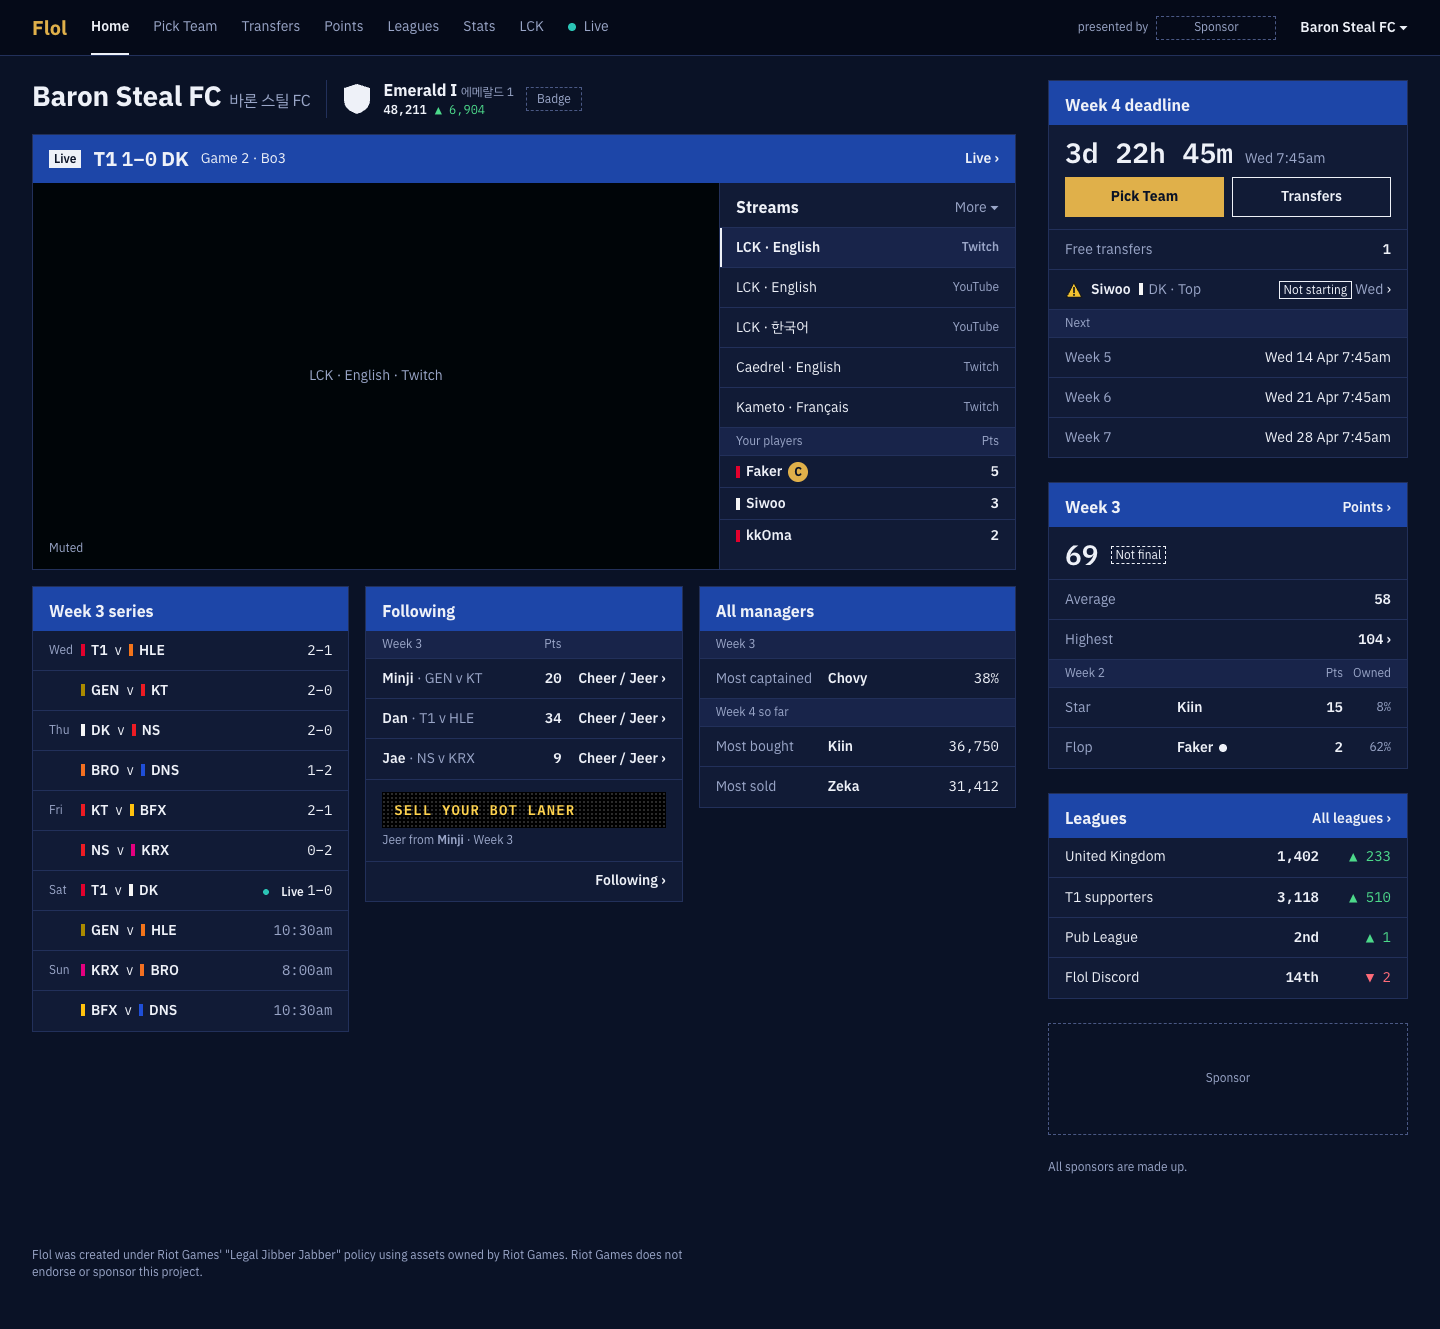 Flol Home Pick Team Transfers Points Leagues Stats LCK Live presented by Sponsor Baron Steal FC
Baron Steal FC 바론 스틸 FC
Emerald I 에메랄드 1
48,211 ▲ 6,904
Badge
Live T1 1–0 DK Game 2 · Bo3 Live ›
LCK · English · Twitch
Muted
Streams More
LCK · English Twitch
LCK · English YouTube
LCK · 한국어 YouTube
Caedrel · English Twitch
Kameto · Français Twitch
Your players Pts
Faker C 5
Siwoo 3
kkOma 2
Week 3 series
Wed T1 v HLE 2–1
GEN v KT 2–0
Thu DK v NS 2–0
BRO v DNS 1–2
Fri KT v BFX 2–1
NS v KRX 0–2
Sat T1 v DK Live 1–0
GEN v HLE 10:30am
Sun KRX v BRO 8:00am
BFX v DNS 10:30am
Following
Week 3 Pts
Minji · GEN v KT 20 Cheer / Jeer ›
Dan · T1 v HLE 34 Cheer / Jeer ›
Jae · NS v KRX 9 Cheer / Jeer ›
SELL YOUR BOT LANER
Jeer from Minji · Week 3
Following ›
All managers
Week 3
Most captained Chovy 38%
Week 4 so far
Most bought Kiin 36,750
Most sold Zeka 31,412
Week 4 deadline
3d 22h 45m Wed 7:45am
Pick Team Transfers
Free transfers 1
Siwoo DK · Top Not starting Wed ›
Next
Week 5 Wed 14 Apr 7:45am
Week 6 Wed 21 Apr 7:45am
Week 7 Wed 28 Apr 7:45am
Week 3 Points ›
69 Not final
Average 58
Highest 104 ›
Week 2 Pts Owned
Star Kiin 15 8%
Flop Faker 2 62%
Leagues All leagues ›
United Kingdom 1,402 ▲ 233
T1 supporters 3,118 ▲ 510
Pub League 2nd ▲ 1
Flol Discord 14th ▼ 2
Sponsor
All sponsors are made up.
Flol was created under Riot Games' "Legal Jibber Jabber" policy using assets owned by Riot Games. Riot Games does not
endorse or sponsor this project.